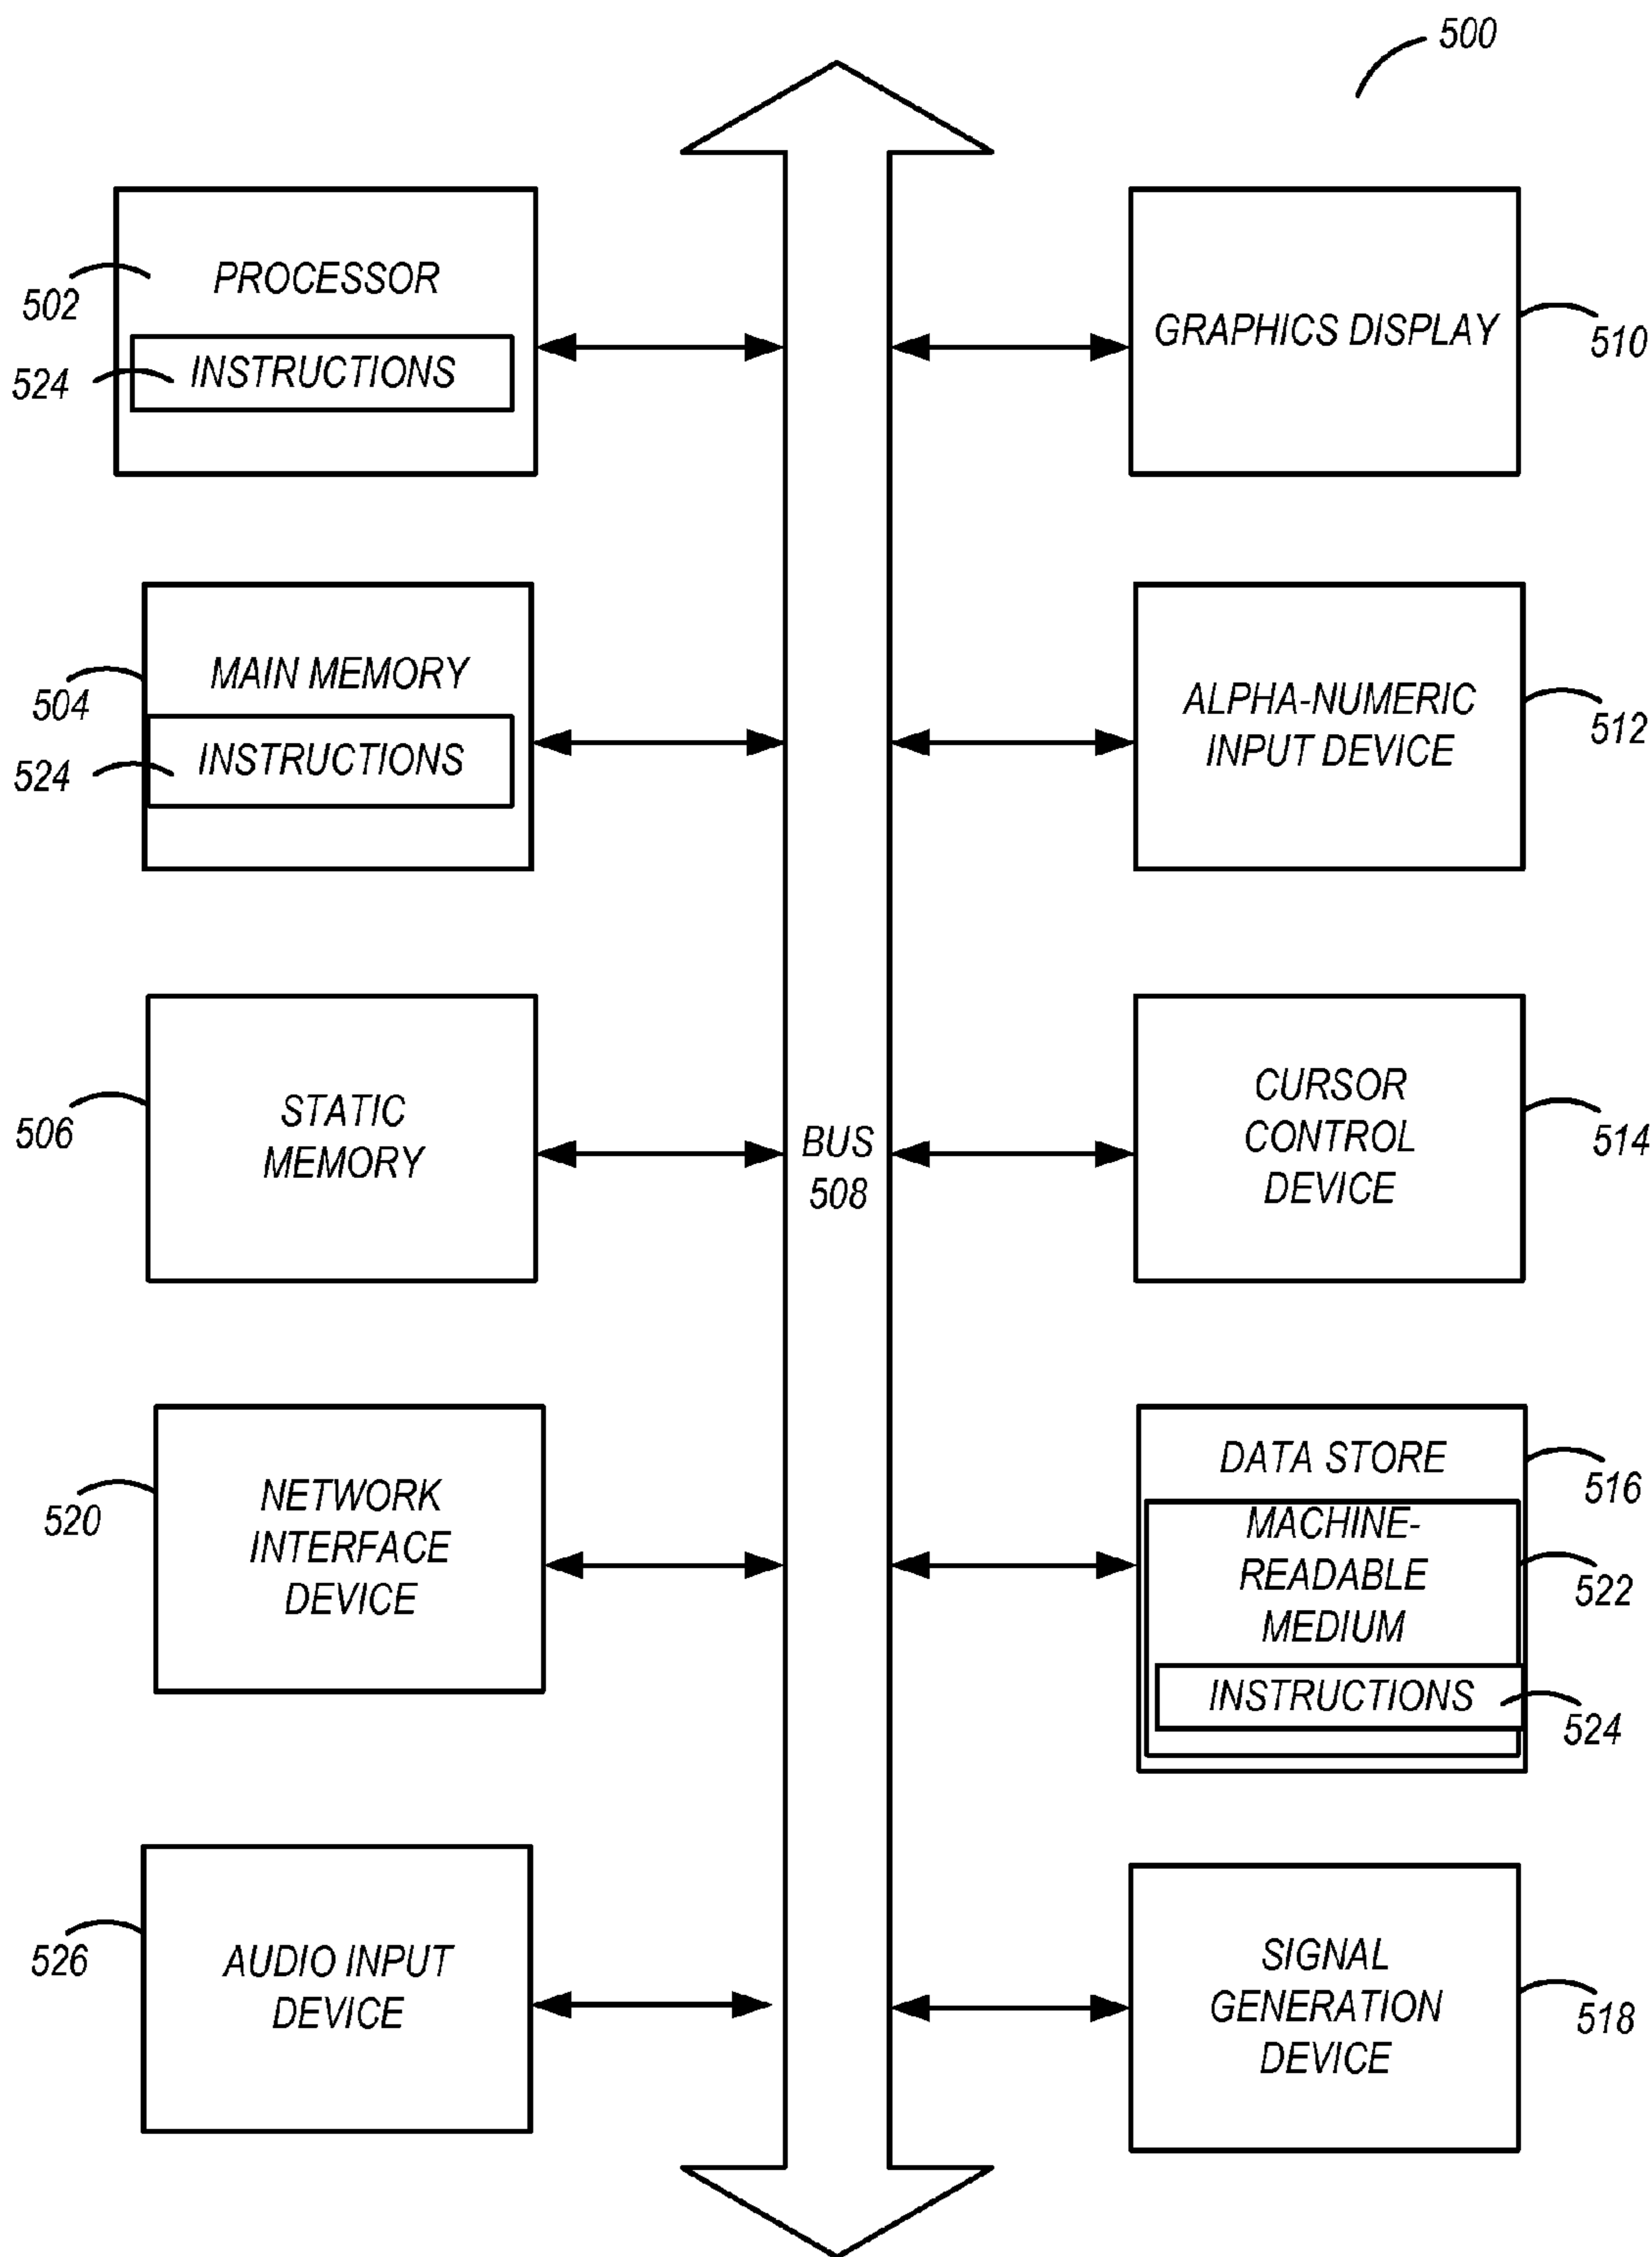 500
PROCESSOR
502
INSTRUCTIONS
524
GRAPHICS DISPLAY
510
MAIN MEMORY
504
INSTRUCTIONS
524
ALPHA-NUMERIC
INPUT DEVICE
512
STATIC
MEMORY
506
BUS
508
CURSOR
CONTROL
DEVICE
514
NETWORK
INTERFACE
DEVICE
520
DATA STORE
516
MACHINE-
READABLE
MEDIUM
522
INSTRUCTIONS
524
AUDIO INPUT
DEVICE
526
SIGNAL
GENERATION
DEVICE
518